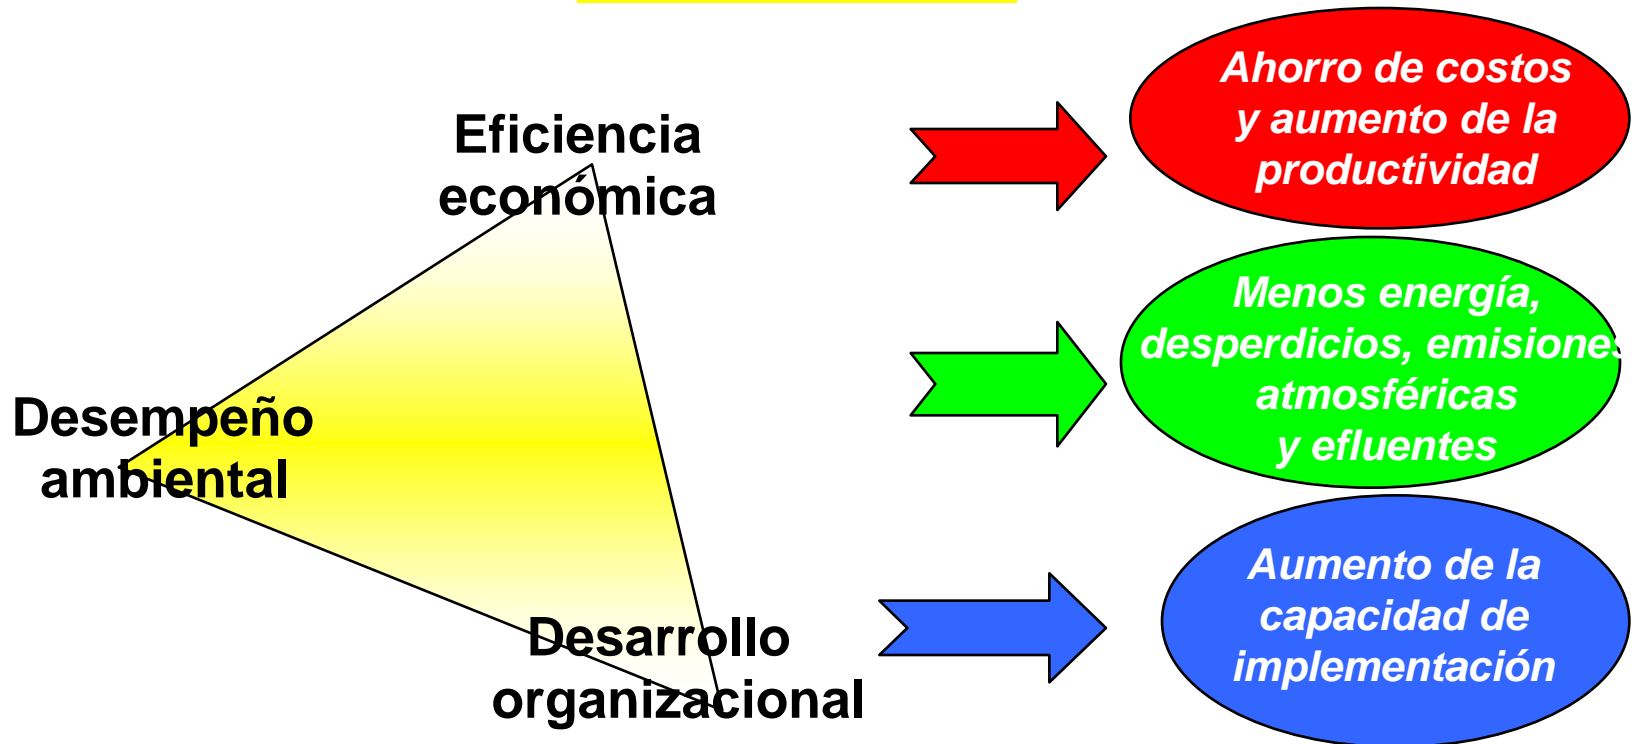 Eficiencia
económica
Ahorro de costos
y aumento de la
productividad
Desempeño
ambiental
Menos energía,
desperdicios, emisiones
atmosféricas
y efluentes
Desarrollo
organizacional
Aumento de la
capacidad de
implementación